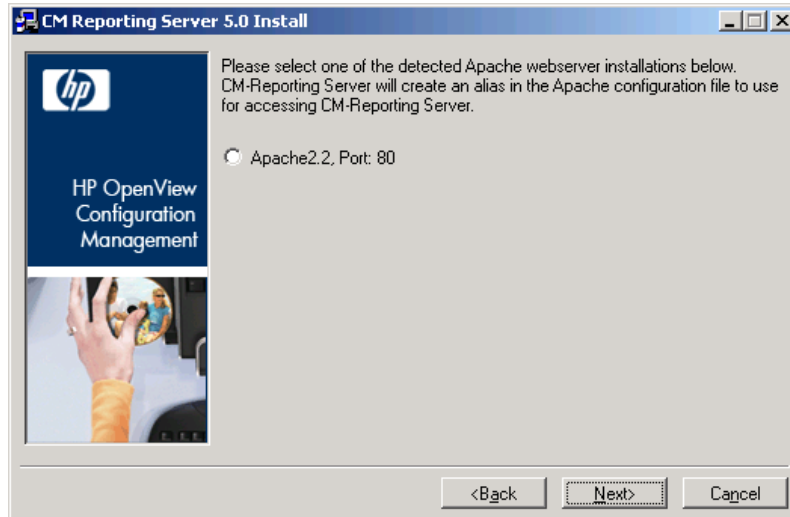 CM Reporting Server 5.0 Install
Please select one of the detected Apache webserver installations below.
CM-Reporting Server will create an alias in the Apache configuration file to use
for accessing CM-Reporting Server.
Apache2.2, Port: 80
hp
HP OpenView
Configuration
Management
<Back
Next>
Cancel